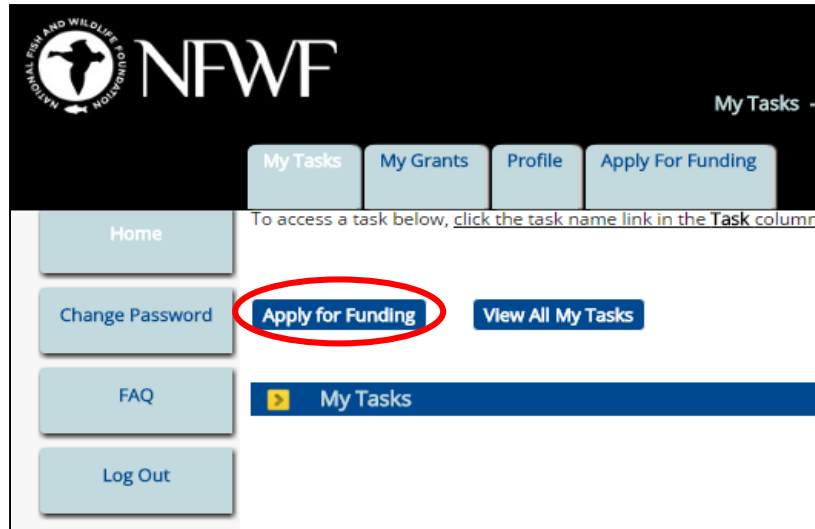 NATIONAL FISH AND WILDLIFE FOUNDATION
NFWF
My Tasks -
My Tasks
My Grants
Profile
Apply For Funding
Home
To access a task below, click the task name link in the Task column
Change Password
Apply for Funding
View All My Tasks
FAQ
My Tasks
Log Out